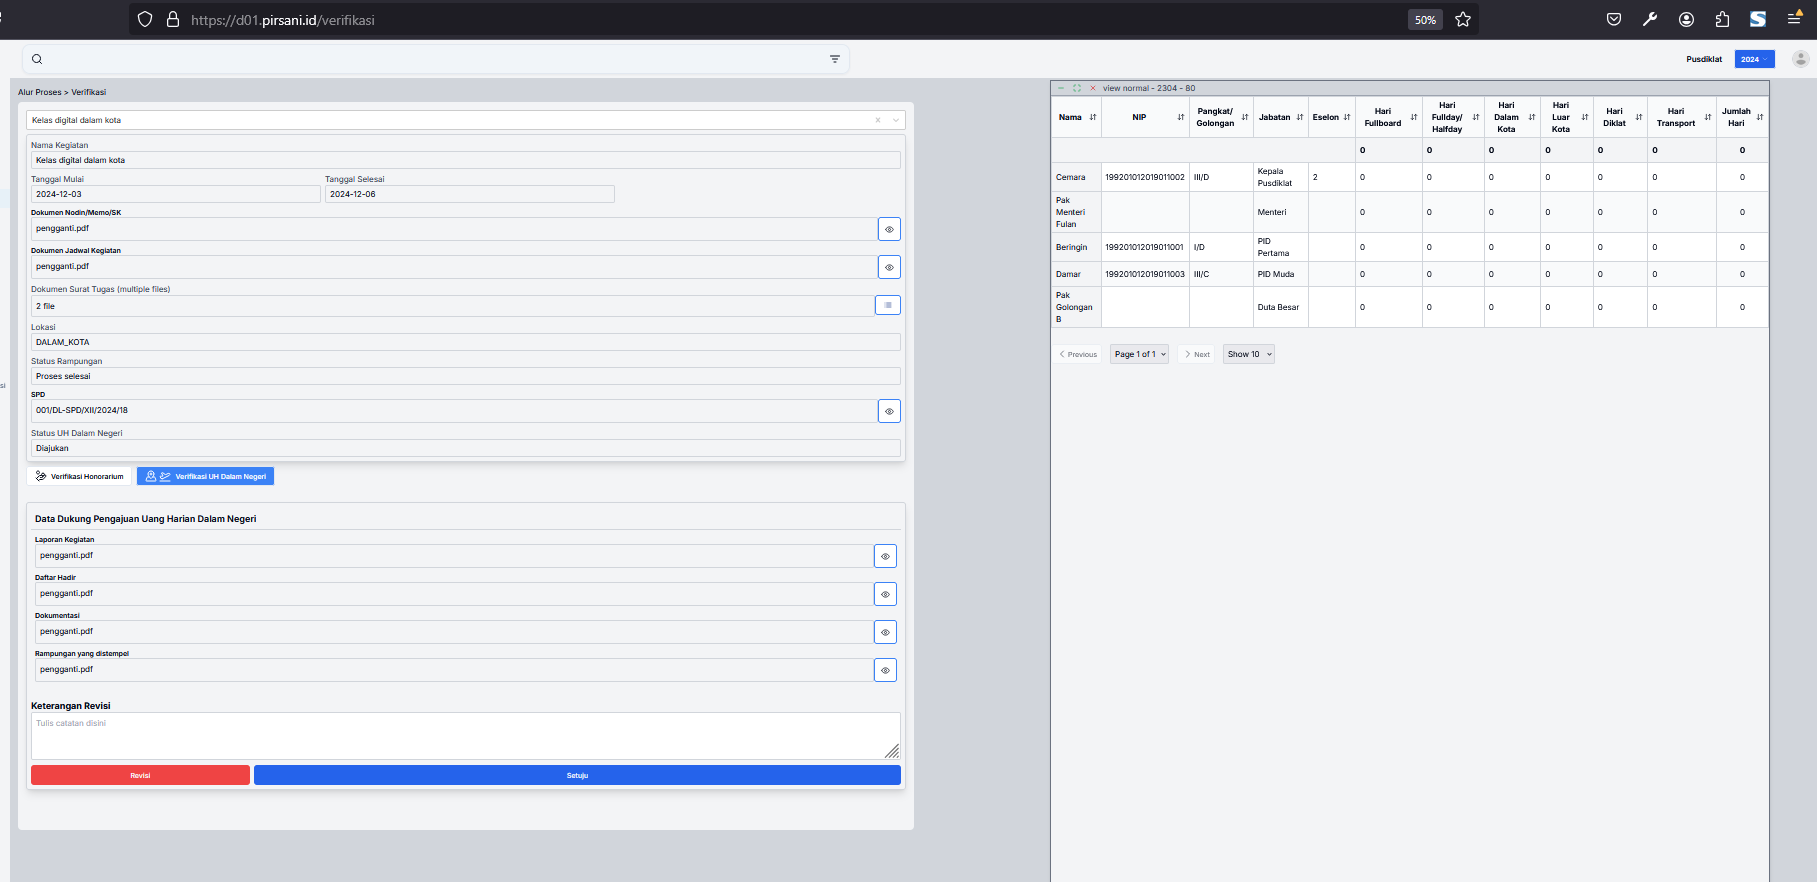 https://d01.pirsani.id/verifikasi
50%
Pusdiklat
2024
Alur Proses > Verifikasi
Kelas digital dalam kota
Nama Kegiatan
Kelas digital dalam kota
Tanggal Mulai Tanggal Selesai
2024-12-03 2024-12-06
Dokumen Nodin/Memo/SK
pengganti.pdf
Dokumen Jadwal Kegiatan
pengganti.pdf
Dokumen Surat Tugas (multiple files)
2 file
Lokasi
DALAM_KOTA
Status Rampungan
Proses selesai
SPD
001/DL-SPD/XII/2024/18
Status UH Dalam Negeri
Diajukan
Verifikasi Honorarium Verifikasi UH Dalam Negeri
Data Dukung Pengajuan Uang Harian Dalam Negeri
Laporan Kegiatan
pengganti.pdf
Daftar Hadir
pengganti.pdf
Dokumentasi
pengganti.pdf
Rampungan yang distempel
pengganti.pdf
Keterangan Revisi
Tulis catatan disini
Revisi Setuju
si
view normal - 2304 - 80
Nama NIP Pangkat/ Golongan Jabatan Eselon Hari Fullboard Hari Fullday/ Halfday Hari Dalam Kota Hari Luar Kota Hari Diklat Hari Transport Jumlah Hari
0 0 0 0 0 0 0
Cemara 199201012019011002 III/D Kepala Pusdiklat 2 0 0 0 0 0 0 0
Pak Menteri Fulan Menteri 0 0 0 0 0 0 0
Beringin 199201012019011001 I/D PID Pertama 0 0 0 0 0 0 0
Damar 199201012019011003 III/C PID Muda 0 0 0 0 0 0 0
Pak Golongan B Duta Besar 0 0 0 0 0 0 0
Previous Page 1 of 1 Next Show 10